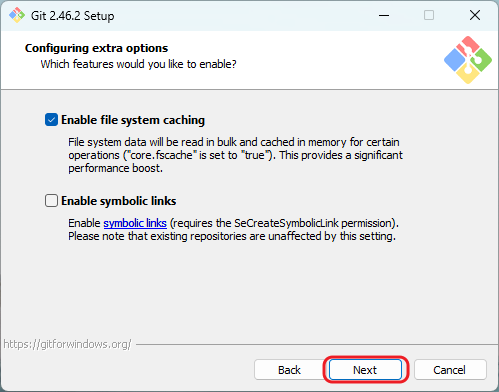 Git 2.46.2 Setup
Configuring extra options
Which features would you like to enable?
Enable file system caching
File system data will be read in bulk and cached in memory for certain
operations ("core.fscache" is set to "true"). This provides a significant
performance boost.
Enable symbolic links
Enable symbolic links (requires the SeCreateSymbolicLink permission).
Please note that existing repositories are unaffected by this setting.
https://gitforwindows.org/
Back Next Cancel